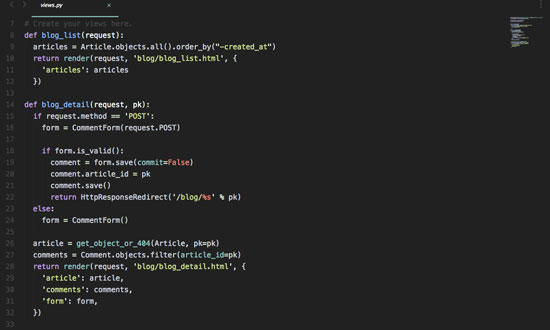 views.py
7 # Create your views here.
8 def blog_list(request):
9 articles = Article.objects.all().order_by("-created_at")
10 return render(request, 'blog/blog_list.html', {
11 'articles': articles
12 })
13
14 def blog_detail(request, pk):
15 if request.method == 'POST':
16 form = CommentForm(request.POST)
17
18 if form.is_valid():
19 comment = form.save(commit=False)
20 comment.article_id = pk
21 comment.save()
22 return HttpResponseRedirect('/blog/%s' % pk)
23 else:
24 form = CommentForm()
25
26 article = get_object_or_404(Article, pk=pk)
27 comments = Comment.objects.filter(article_id=pk)
28 return render(request, 'blog/blog_detail.html', {
29 'article': article,
30 'comments': comments,
31 'form': form,
32 })
33